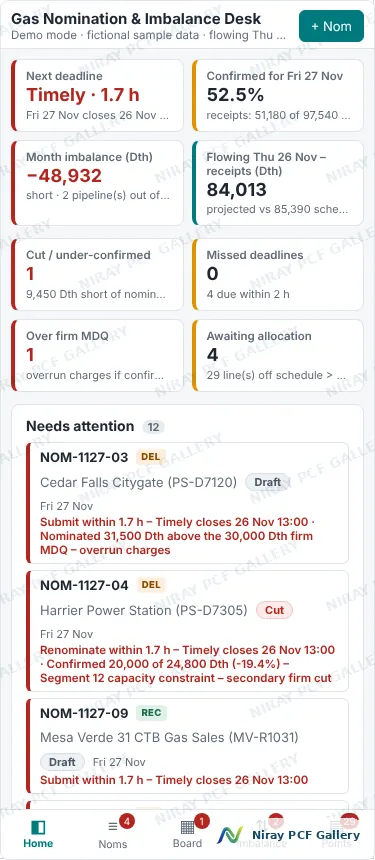 Gas Nomination & Imbalance Desk
Demo mode · fictional sample data · flowing Thu ...
+ Nom
Next deadline
Timely · 1.7 h
Fri 27 Nov closes 26 Nov ...
Confirmed for Fri 27 Nov
52.5%
receipts: 51,180 of 97,540 ...
Month imbalance (Dth)
−48,932
short · 2 pipeline(s) out of...
Flowing Thu 26 Nov –
receipts (Dth)
84,013
projected vs 85,390 sche...
Cut / under-confirmed
1
9,450 Dth short of nomin...
Missed deadlines
0
4 due within 2 h
Over firm MDQ
1
overrun charges if confir...
Awaiting allocation
4
29 line(s) off schedule > ...
Needs attention 12
NOM-1127-03 DEL
Cedar Falls Citygate (PS-D7120) Draft
Fri 27 Nov
Submit within 1.7 h – Timely closes 26 Nov 13:00 ·
Nominated 31,500 Dth above the 30,000 Dth firm
MDQ – overrun charges
NOM-1127-04 DEL
Harrier Power Station (PS-D7305) Cut
Fri 27 Nov
Renominate within 1.7 h – Timely closes 26 Nov 13:00
· Confirmed 20,000 of 24,800 Dth (-19.4%) –
Segment 12 capacity constraint – secondary firm cut
NOM-1127-09 REC
Mesa Verde 31 CTB Gas Sales (MV-R1031)
Draft Fri 27 Nov
Submit within 1.7 h – Timely closes 26 Nov 13:00
Home
Noms 4
Board 1
Imbalance
Points
Niray PCF Gallery
NIRAY PCF GALLERY